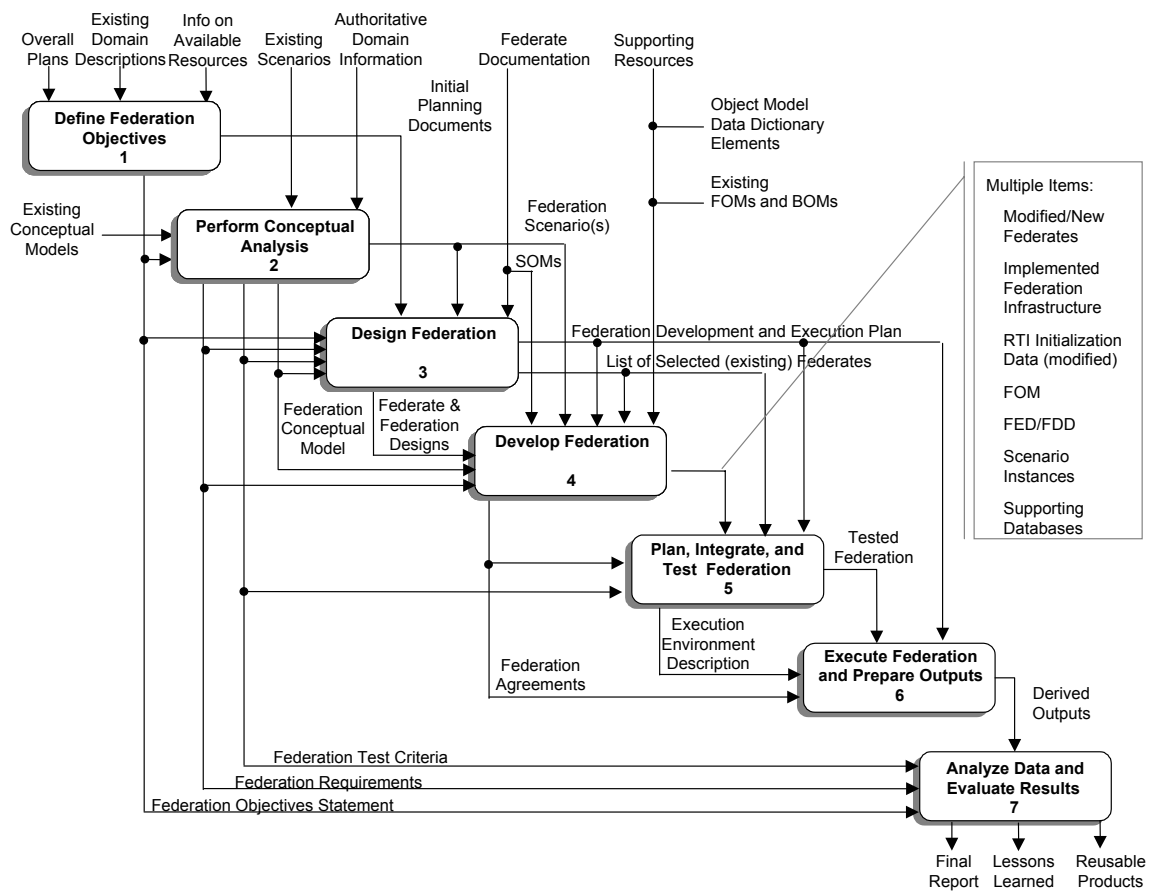 Overall
Plans
Existing
Domain
Descriptions
Info on
Available
Resources
Existing
Scenarios
Authoritative
Domain
Information
Federate
Documentation
Supporting
Resources
Initial
Planning
Documents
Object Model
Data Dictionary
Elements
Define Federation
Objectives
1
Existing
FOMs and BOMs
Existing
Conceptual
Models
Perform Conceptual
Analysis
2
Federation
Scenario(s)
SOMs
Multiple Items:
Modified/New
Federates
Implemented
Federation
Infrastructure
RTI Initialization
Data (modified)
FOM
FED/FDD
Scenario
Instances
Supporting
Databases
Design Federation
3
Federation Development and Execution Plan
List of Selected (existing) Federates
Federation
Conceptual
Model
Federate &
Federation
Designs
Develop Federation
4
Plan, Integrate, and
Test Federation
5
Tested
Federation
Execution
Environment
Description
Federation
Agreements
Execute Federation
and Prepare Outputs
6
Derived
Outputs
Federation Test Criteria
Federation Requirements
Federation Objectives Statement
Analyze Data and
Evaluate Results
7
Final
Report
Lessons
Learned
Reusable
Products